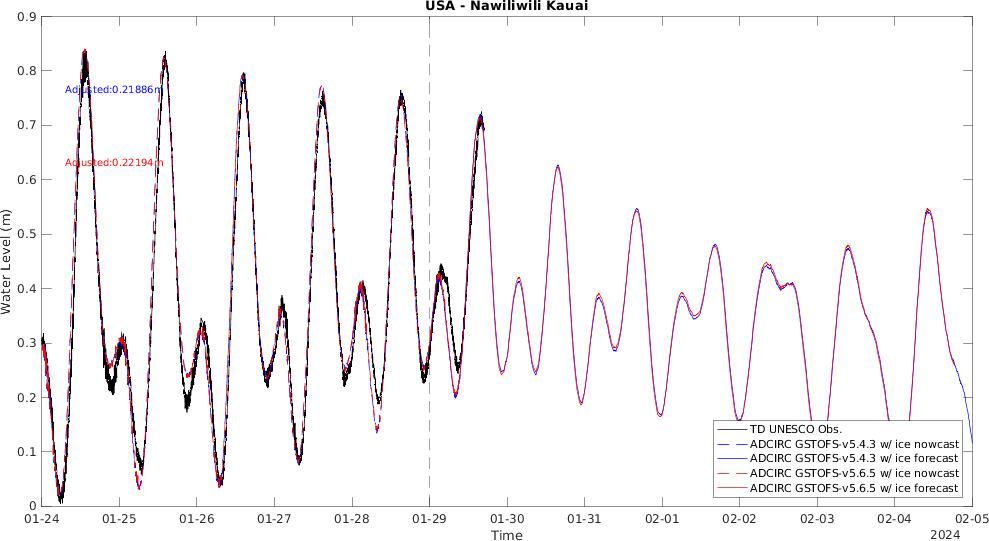 USA - Nawiliwili Kauai
0.9
0.8
0.7
0.6
0.5
0.4
0.3
0.2
0.1
0
Water Level (m)
Adjusted:0.21886m
Adjusted:0.22194m
TD UNESCO Obs.
ADCIRC GSTOFS-v5.4.3 w/ ice nowcast
ADCIRC GSTOFS-v5.4.3 w/ ice forecast
ADCIRC GSTOFS-v5.6.5 w/ ice nowcast
ADCIRC GSTOFS-v5.6.5 w/ ice forecast
01-24 01-25 01-26 01-27 01-28 01-29 01-30 01-31 02-01 02-02 02-03 02-04 02-05
Time
2024